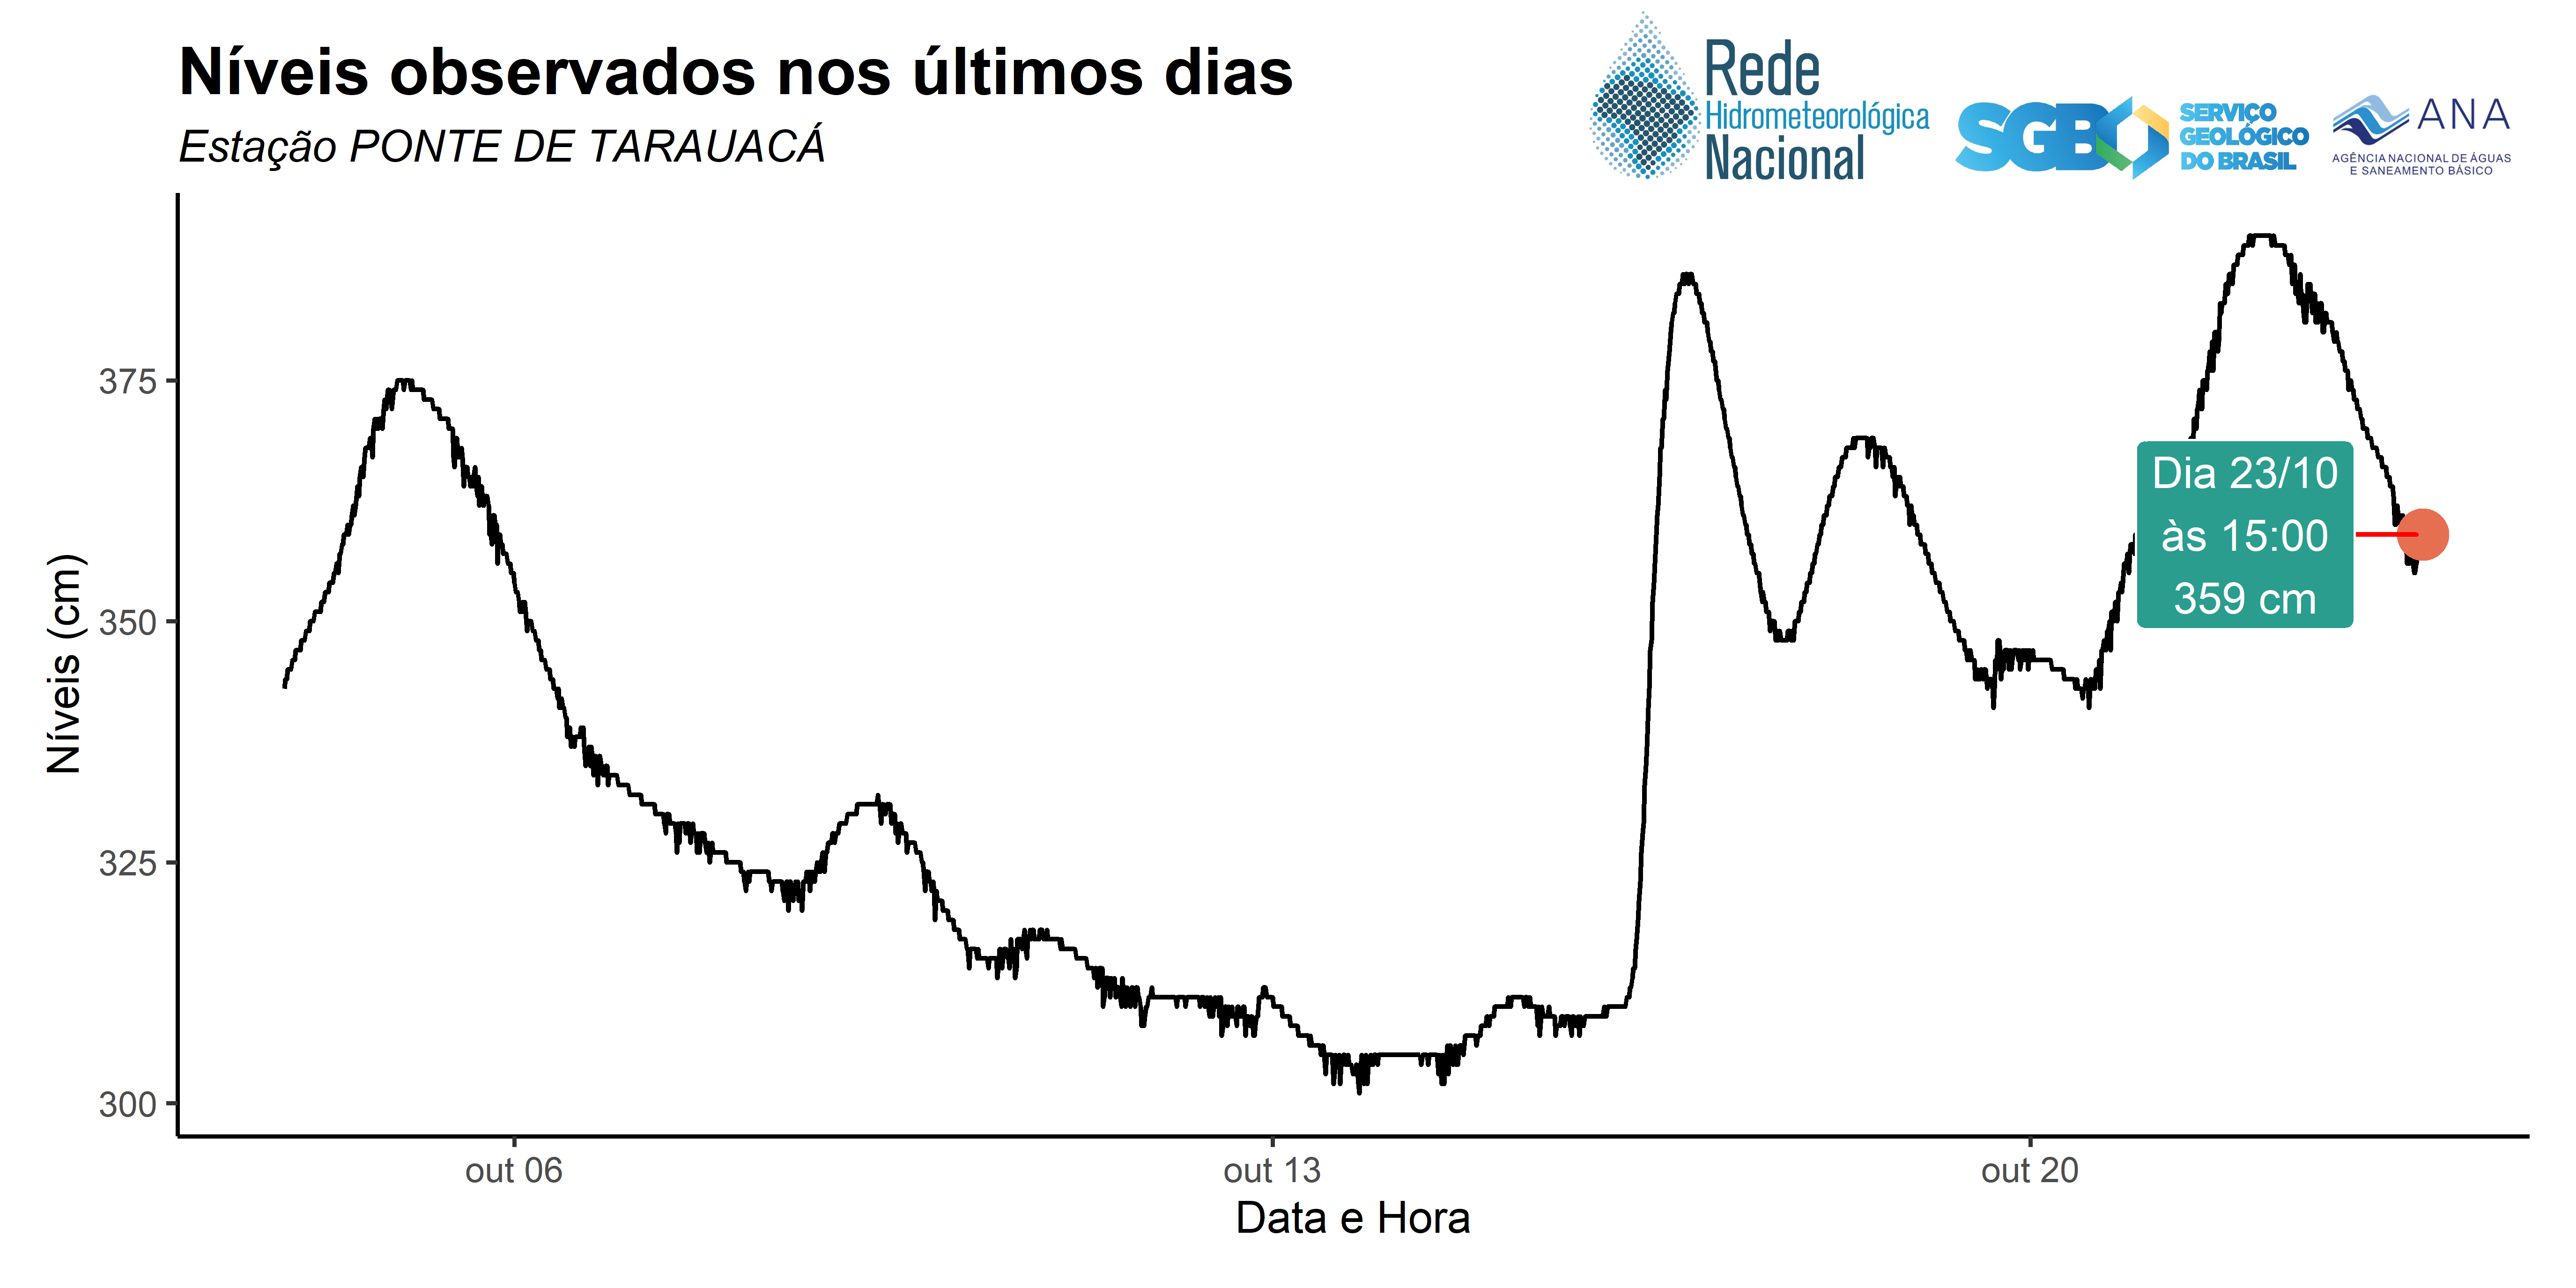 Níveis observados nos últimos dias
Estação PONTE DE TARAUACÁ
Rede
Hidrometeorológica
Nacional
SGB
SERVIÇO
GEOLÓGICO
DO BRASIL
ANA
AGÊNCIA NACIONAL DE ÁGUAS
E SANEAMENTO BÁSICO
Níveis (cm)
375
350
325
300
Dia 23/10
às 15:00
359 cm
out 06
out 13
out 20
Data e Hora